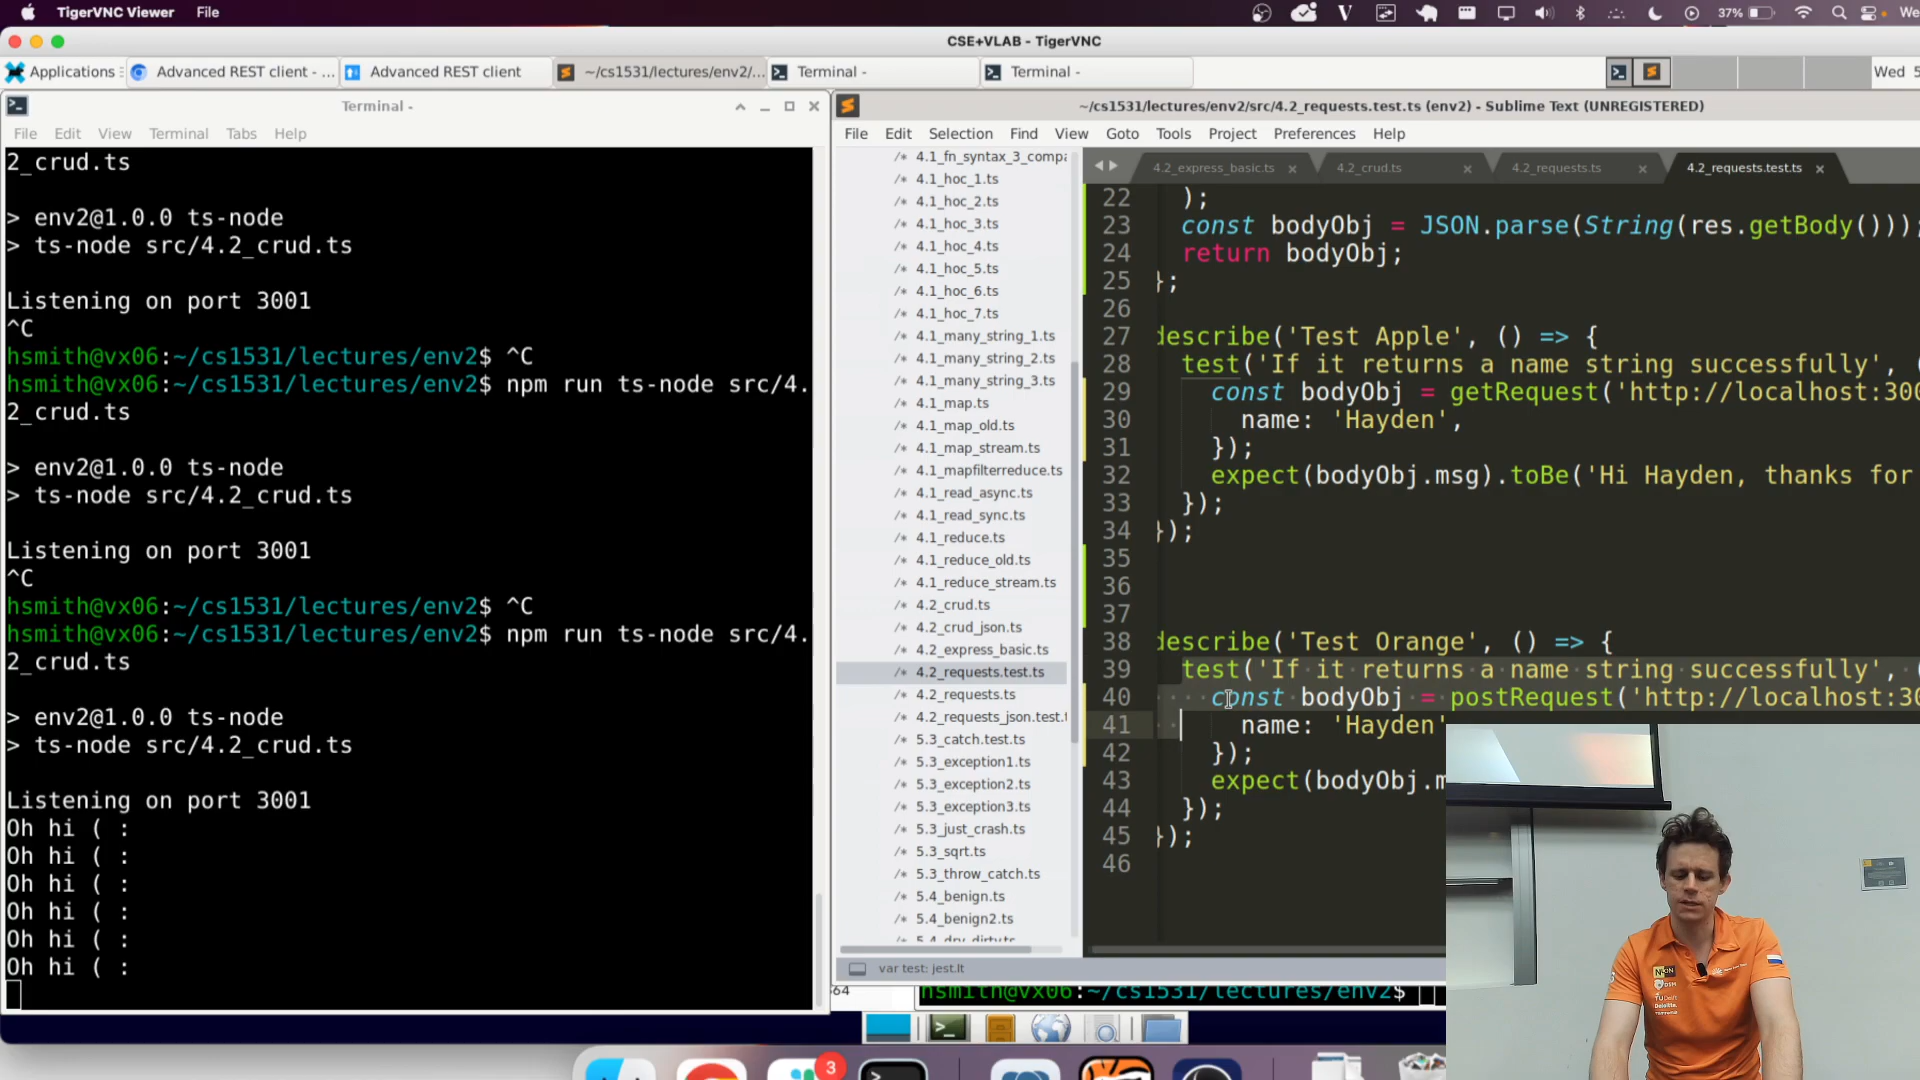 TigerVNC Viewer File
37%
We
CSE+VLAB - TigerVNC
Applications
Advanced REST client - ...
Advanced REST client
~/cs1531/lectures/env2/...
Terminal -
Terminal -
Wed 5
Terminal -
File Edit View Terminal Tabs Help
2_crud.ts
> env2@1.0.0 ts-node
> ts-node src/4.2_crud.ts
Listening on port 3001
^C
hsmith@vx06:~/cs1531/lectures/env2$ ^C
hsmith@vx06:~/cs1531/lectures/env2$ npm run ts-node src/4.
2_crud.ts
> env2@1.0.0 ts-node
> ts-node src/4.2_crud.ts
Listening on port 3001
^C
hsmith@vx06:~/cs1531/lectures/env2$ ^C
hsmith@vx06:~/cs1531/lectures/env2$ npm run ts-node src/4.
2_crud.ts
> env2@1.0.0 ts-node
> ts-node src/4.2_crud.ts
Listening on port 3001
Oh hi ( :
Oh hi ( :
Oh hi ( :
Oh hi ( :
Oh hi ( :
Oh hi ( :
~/cs1531/lectures/env2/src/4.2_requests.test.ts (env2) - Sublime Text (UNREGISTERED)
File Edit Selection Find View Goto Tools Project Preferences Help
/* 4.1_fn_syntax_3_compa
/* 4.1_hoc_1.ts
/* 4.1_hoc_2.ts
/* 4.1_hoc_3.ts
/* 4.1_hoc_4.ts
/* 4.1_hoc_5.ts
/* 4.1_hoc_6.ts
/* 4.1_hoc_7.ts
/* 4.1_many_string_1.ts
/* 4.1_many_string_2.ts
/* 4.1_many_string_3.ts
/* 4.1_map.ts
/* 4.1_map_old.ts
/* 4.1_map_stream.ts
/* 4.1_mapfilterreduce.ts
/* 4.1_read_async.ts
/* 4.1_read_sync.ts
/* 4.1_reduce.ts
/* 4.1_reduce_old.ts
/* 4.1_reduce_stream.ts
/* 4.2_crud.ts
/* 4.2_crud_json.ts
/* 4.2_express_basic.ts
/* 4.2_requests.test.ts
/* 4.2_requests.ts
/* 4.2_requests_json.test.t
/* 5.3_catch.test.ts
/* 5.3_exception1.ts
/* 5.3_exception2.ts
/* 5.3_exception3.ts
/* 5.3_just_crash.ts
/* 5.3_sqrt.ts
/* 5.3_throw_catch.ts
/* 5.4_benign.ts
/* 5.4_benign2.ts
/* 5.4_dry_dirty.ts
4.2_express_basic.ts
4.2_crud.ts
4.2_requests.ts
4.2_requests.test.ts
22 );
23 const bodyObj = JSON.parse(String(res.getBody()));
24 return bodyObj;
25 };
26
27 describe('Test Apple', () => {
28 test('If it returns a name string successfully', (
29 const bodyObj = getRequest('http://localhost:300
30 name: 'Hayden',
31 });
32 expect(bodyObj.msg).toBe('Hi Hayden, thanks for
33 });
34 });
35
36
37
38 describe('Test Orange', () => {
39 test('If it returns a name string successfully', (
40 const bodyObj = postRequest('http://localhost:30
41 name: 'Hayden'
42 });
43 expect(bodyObj.m
44 });
45 });
46
var test: jest.It
564
hsmith@vx06:~/cs1531/lectures/env2$
3